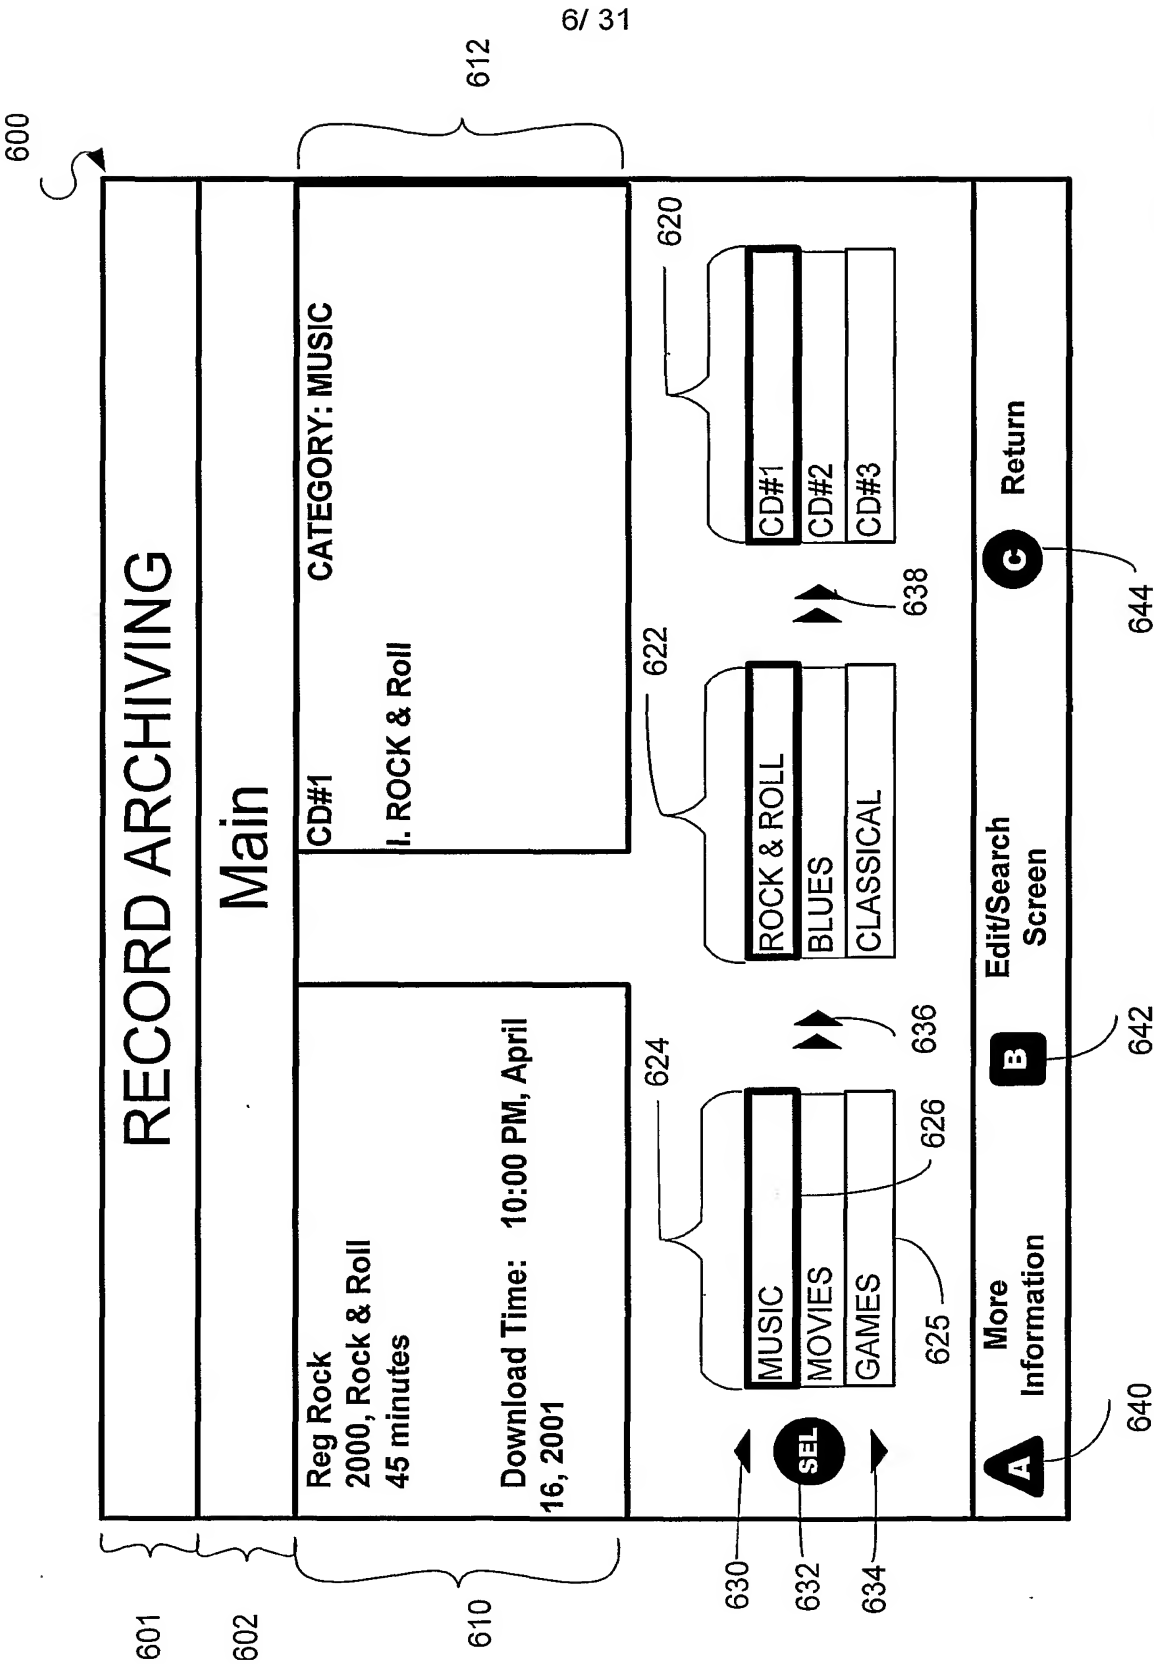 6/ 31
600
RECORD ARCHIVING
601
Main
602
Reg Rock
2000, Rock & Roll
45 minutes
Download Time: 10:00 PM, April
16, 2001
610
CD#1 CATEGORY: MUSIC
I. ROCK & Roll
612
624
622
620
630
632
634
SEL
MUSIC
MOVIES
GAMES
625
626
636
ROCK & ROLL
BLUES
CLASSICAL
638
CD#1
CD#2
CD#3
A
More
Information
640
B
Edit/Search
Screen
642
C
Return
644